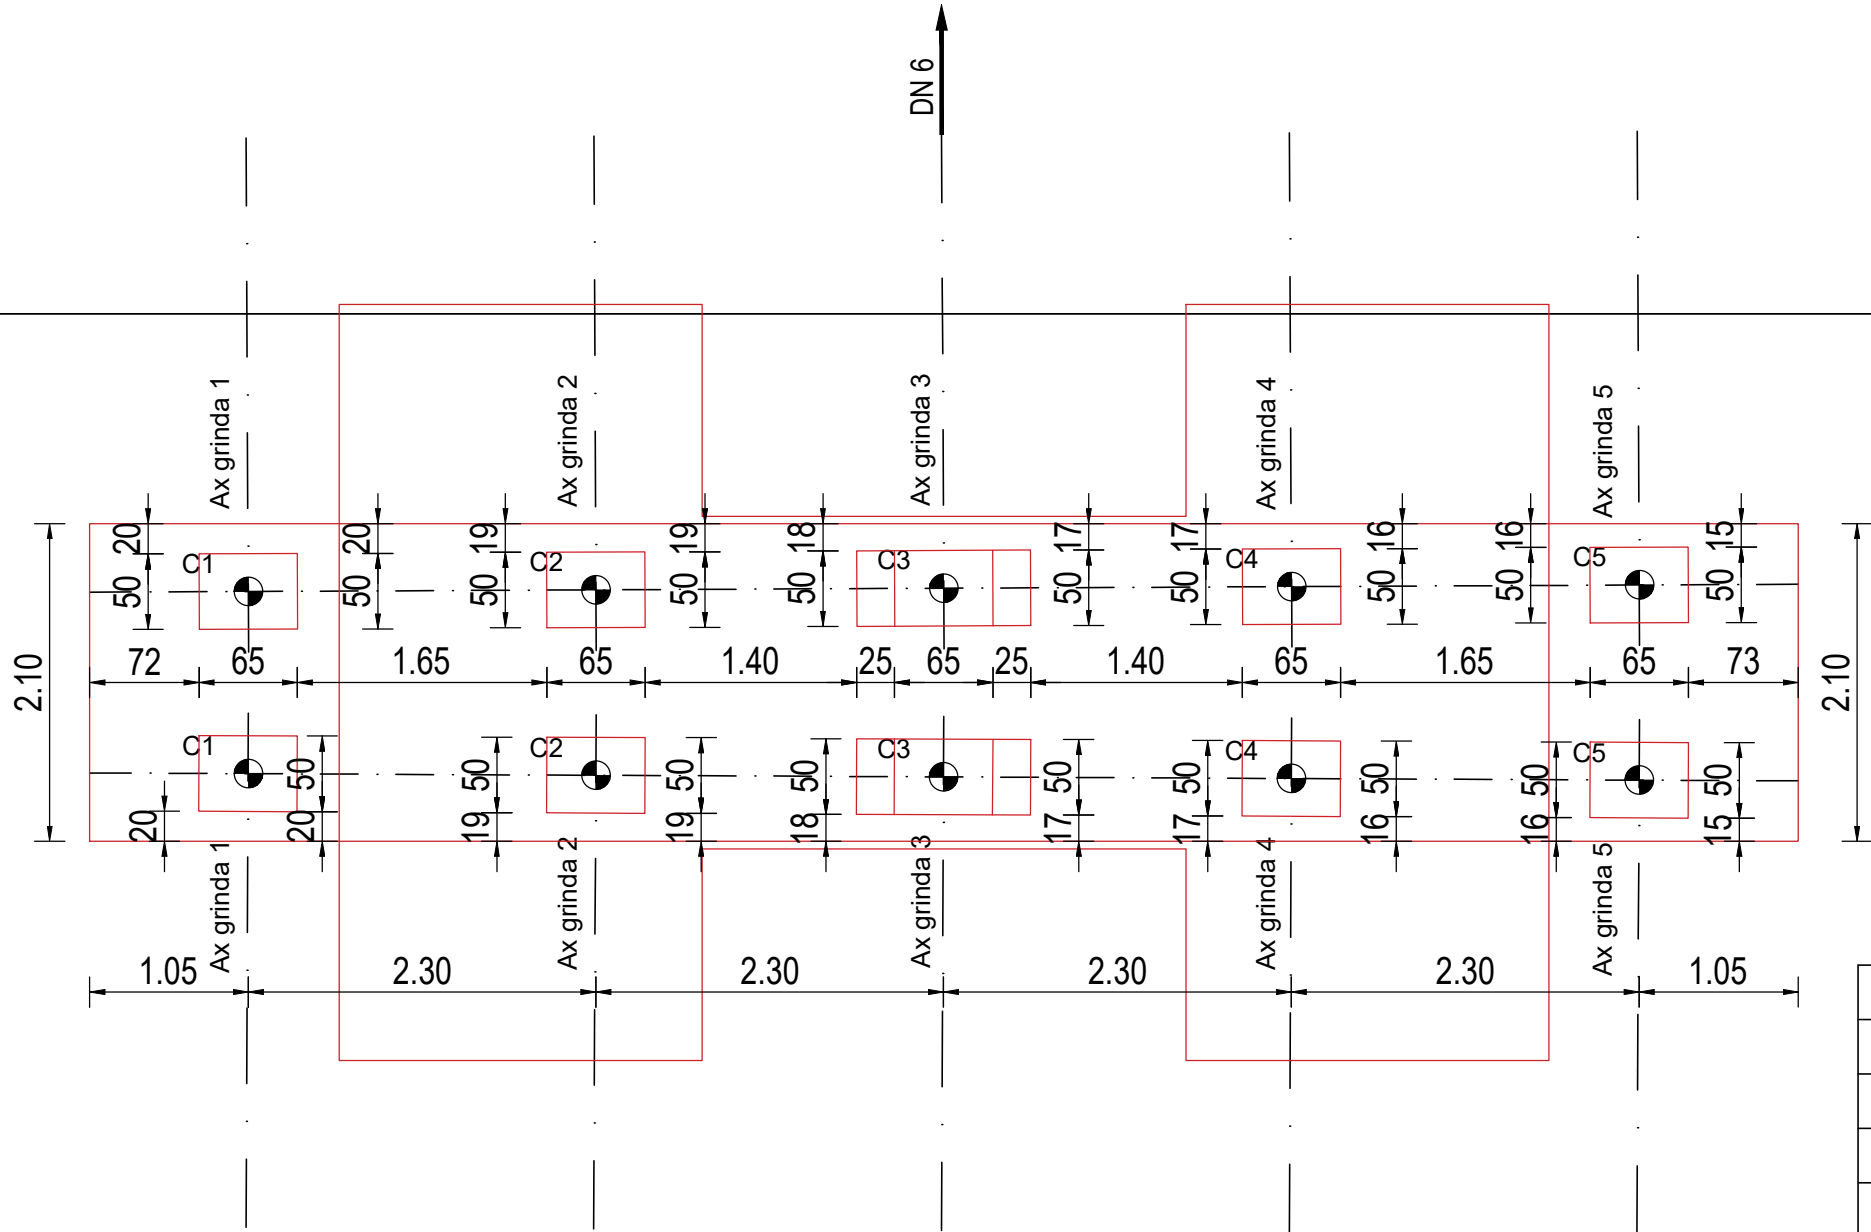 DN 6
Ax grinda 1
Ax grinda 2
Ax grinda 3
Ax grinda 4
Ax grinda 5
20 20 19 19 18 17 17 16 16 15
C1 C2 C3 C4 C5
50 50 50 50 50 50 50 50 50 50
2.10 72 65 1.65 65 1.40 25 65 25 1.40 65 1.65 65 73 2.10
C1 C2 C3 C4 C5
50 50 50 50 50 50 50 50 50
20 20 19 19 18 17 17 16 16 15
Ax grinda 1
Ax grinda 2
Ax grinda 3
Ax grinda 4
Ax grinda 5
1.05 2.30 2.30 2.30 2.30 1.05